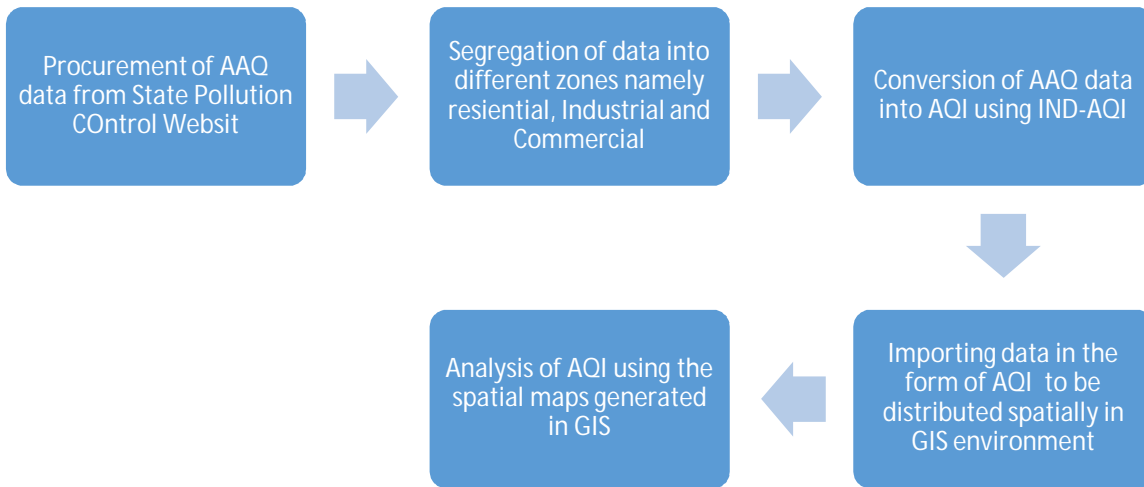 Procurement of AAQ
data from State Pollution
COntrol Websit
Segregation of data into
different zones namely
resiential, Industrial and
Commercial
Conversion of AAQ data
into AQI using IND-AQI
Importing data in the
form of AQI to be
distributed spatially in
GIS environment
Analysis of AQI using the
spatial maps generated
in GIS